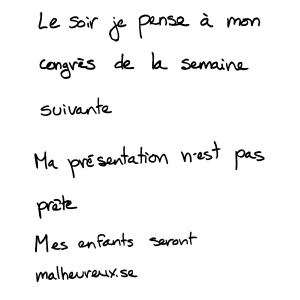 Le soir je pense à mon
congrès de la semaine
suivante
Ma présentation n'est pas
prête
Mes enfants seront
malheureux.se